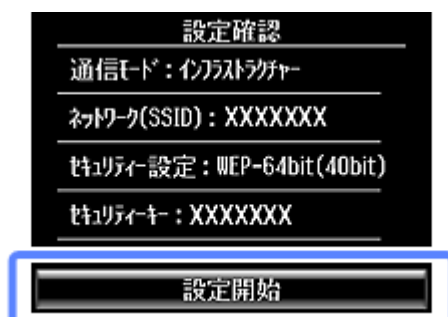 設定確認
通信ﾓｰﾄﾞ:ｲﾝﾌﾗｽﾄﾗｸﾁｬｰ
ﾈｯﾄﾜｰｸ(SSID):XXXXXXX
ｾｷｭﾘﾃｨｰ設定:WEP-64bit(40bit)
ｾｷｭﾘﾃｨｰｷｰ:XXXXXXX
設定開始